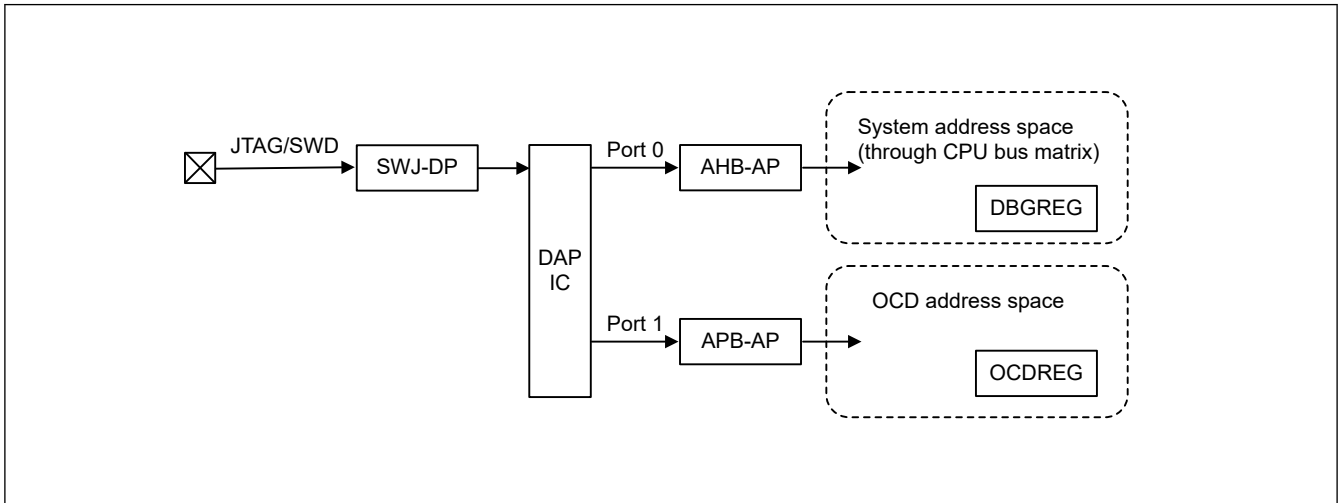 JTAG/SWD
SWJ-DP
DAP
IC
Port 0
AHB-AP
System address space
(through CPU bus matrix)
DBGREG
Port 1
APB-AP
OCD address space
OCDREG